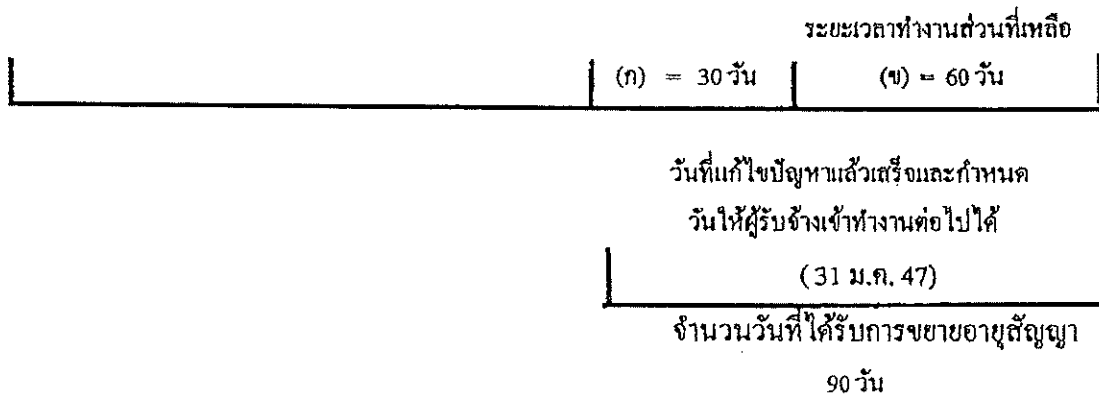 ระยะเวลาทำงานส่วนที่เหลือ
(ก) = 30 วัน (ข) = 60 วัน
วันที่แก้ไขปัญหาแล้วเสร็จและกำหนด
วันให้ผู้รับจ้างเข้าทำงานต่อไปได้
(31 ม.ค. 47)
จำนวนวันที่ได้รับการขยายอายุสัญญา
90 วัน